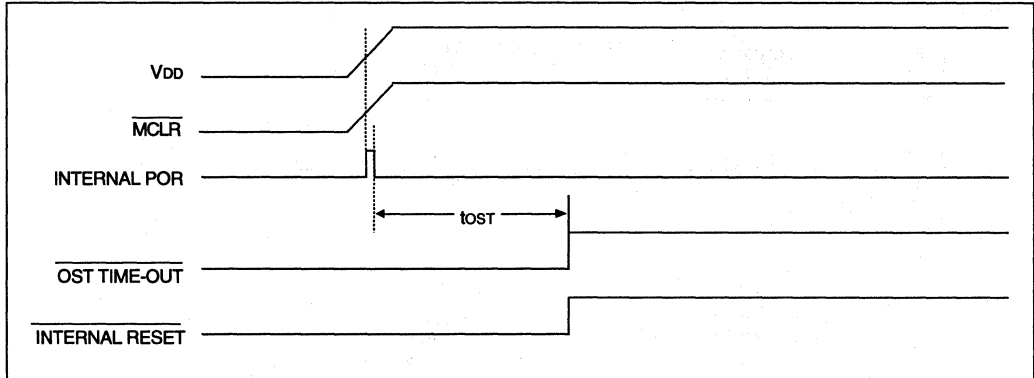 VDD
MCLR
INTERNAL POR
tOST
OST TIME-OUT
INTERNAL RESET